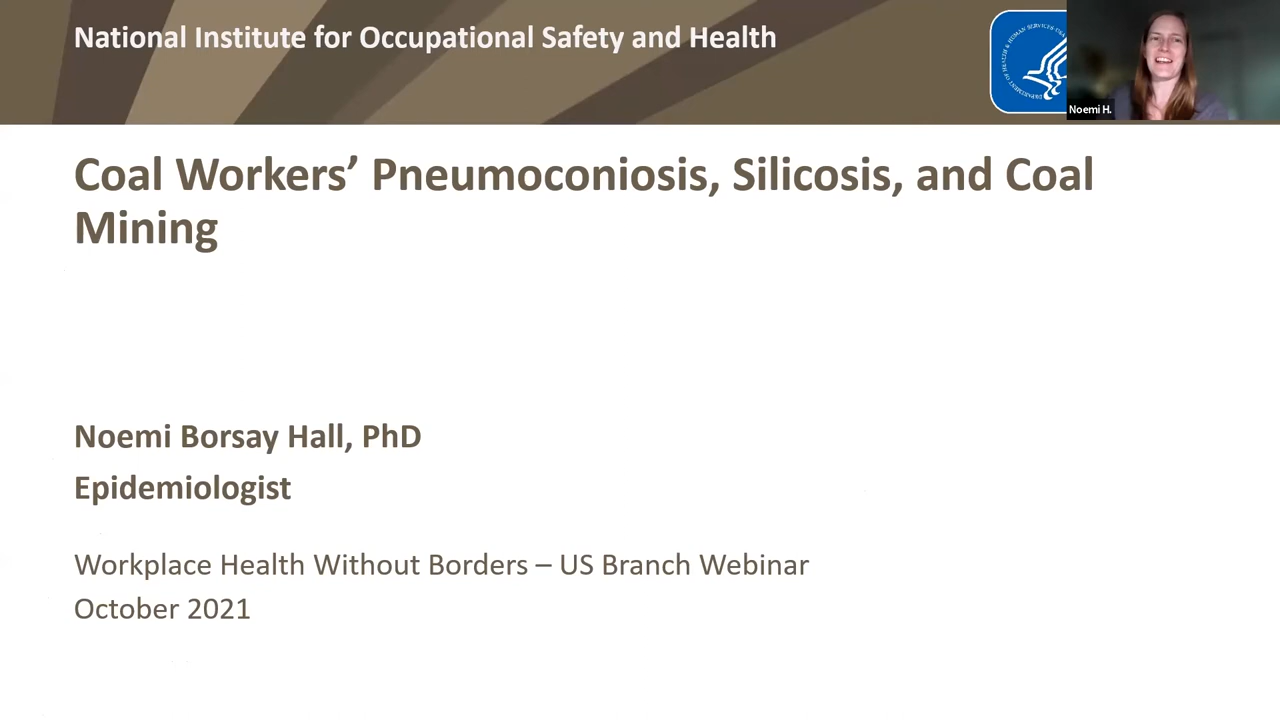 National Institute for Occupational Safety and Health
Noemi H.
Coal Workers’ Pneumoconiosis, Silicosis, and Coal
Mining
Noemi Borsay Hall, PhD
Epidemiologist
Workplace Health Without Borders – US Branch Webinar
October 2021